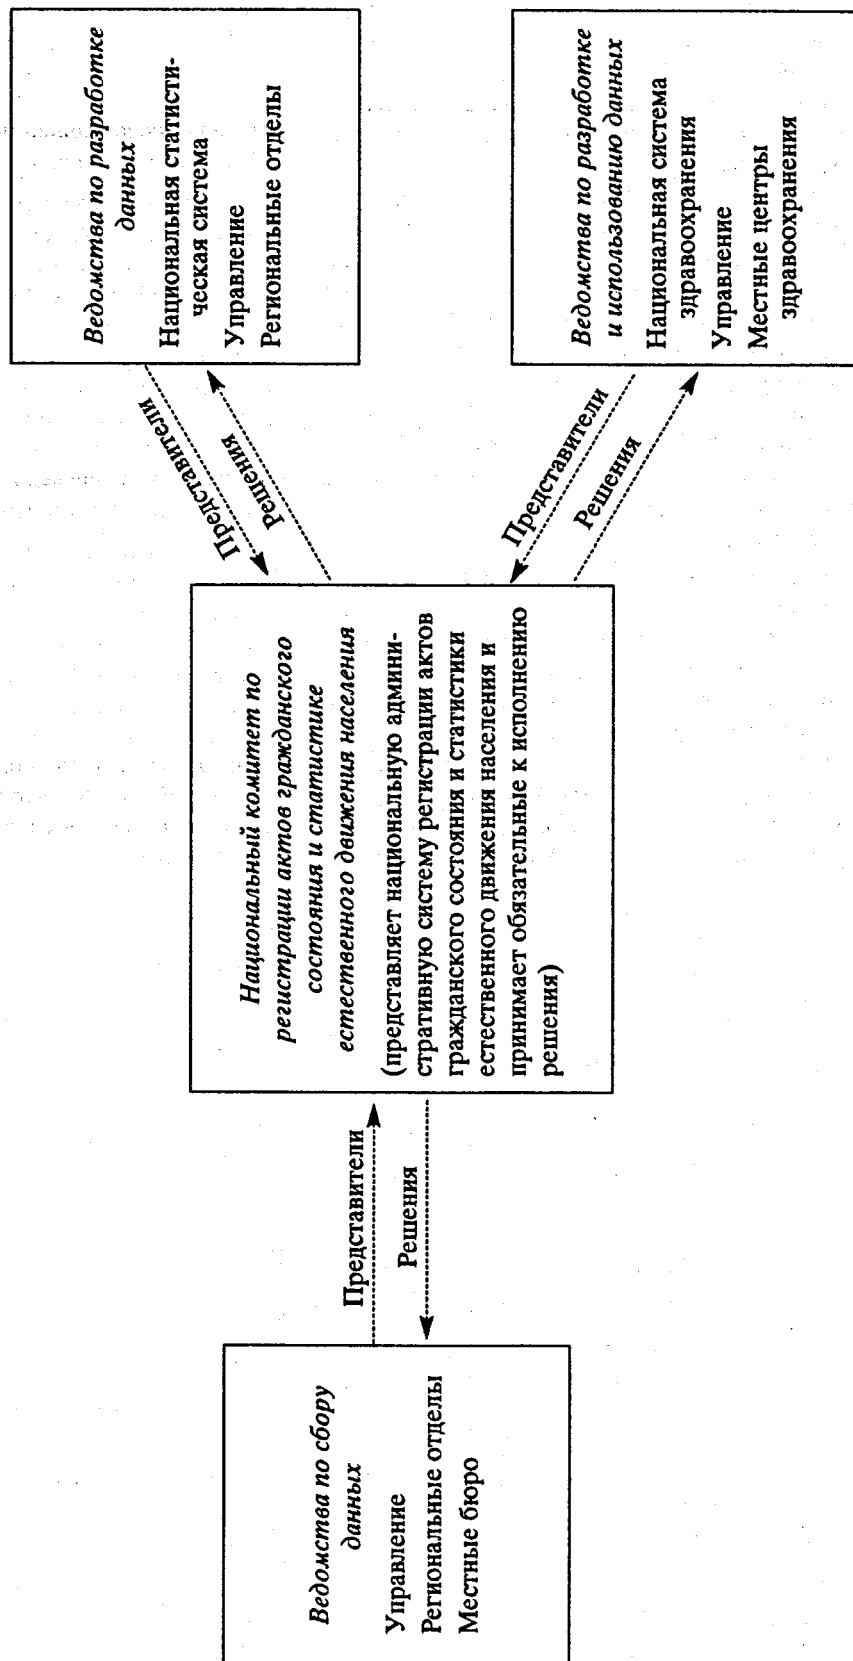 Ведомства по сбору
данных
Управление
Региональные отделы
Местные бюро
Представители
Решения
Национальный комитет по
регистрации актов гражданского
состояния и статистике
естественного движения населения
(представляет национальную админи-
стративную систему регистрации актов
гражданского состояния и статистики
естественного движения населения и
принимает обязательные к исполнению
решения)
Представители
Решения
Ведомства по разработке
данных
Национальная статисти-
ческая система
Управление
Региональные отделы
Представители
Решения
Ведомства по разработке
и использованию данных
Национальная система
здравоохранения
Управление
Местные центры
здравоохранения